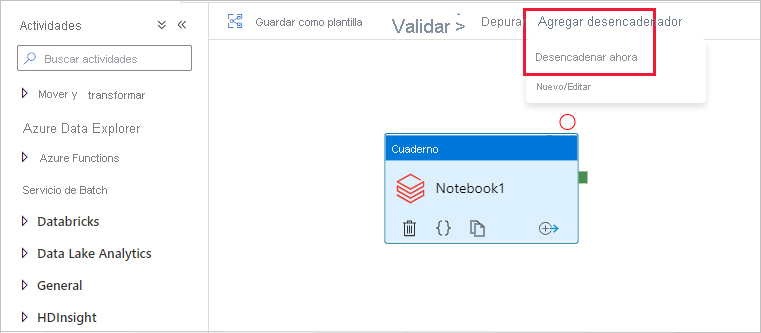 Actividades
Guardar como plantilla
Validar >
Depurar
Agregar desencadenador
Buscar actividades
Desencadenar ahora
Nuevo/Editar
Mover y transformar
Azure Data Explorer
Azure Functions
Servicio de Batch
Databricks
Data Lake Analytics
General
HDInsight
Cuaderno
Notebook1